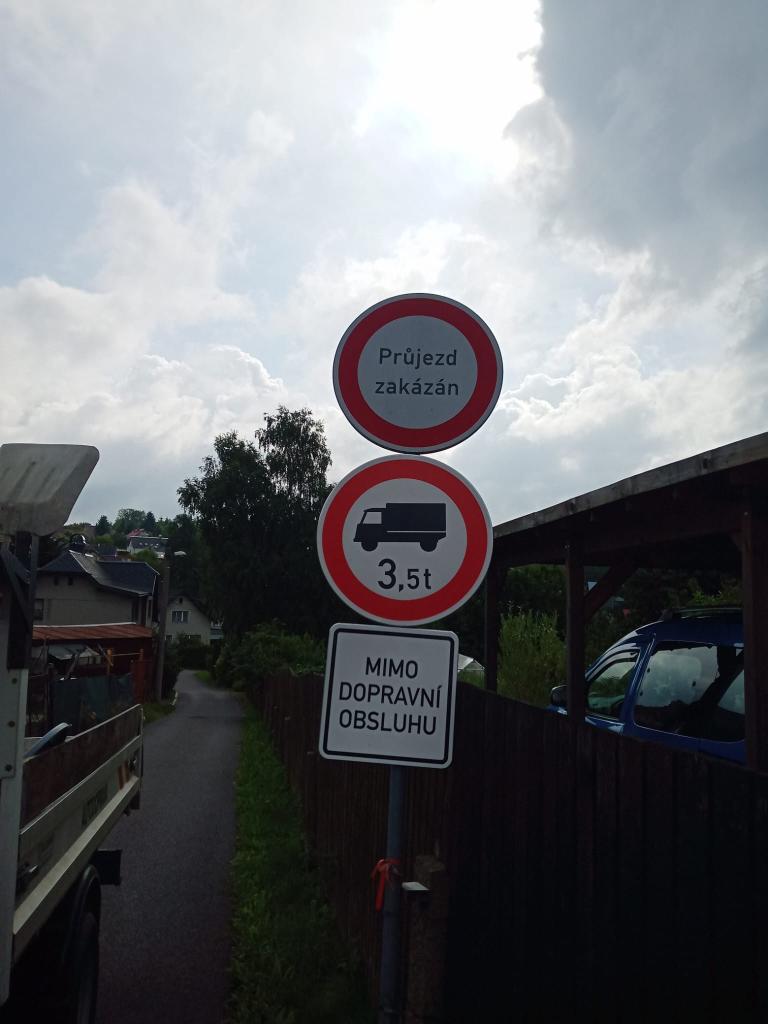 Průjezd
zakázán
3,5t
MIMO
DOPRAVNÍ
OBSLUHU